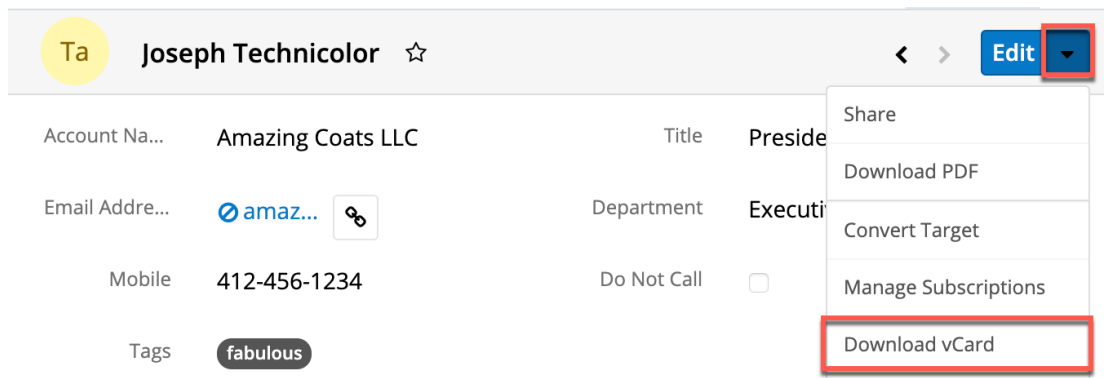 Ta
Joseph Technicolor
Edit
Share
Download PDF
Convert Target
Manage Subscriptions
Download vCard
Account Na...
Amazing Coats LLC
Title
Preside
Email Addre...
amaz...
Department
Executi
Mobile
412-456-1234
Do Not Call
Tags
fabulous